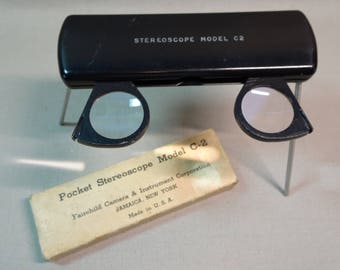 STEREOSCOPE MODEL C2
Pocket Stereoscope Model C-2
Fairchild Camera & Instrument Corporation
JAMAICA, NEW YORK
Made in U.S.A.